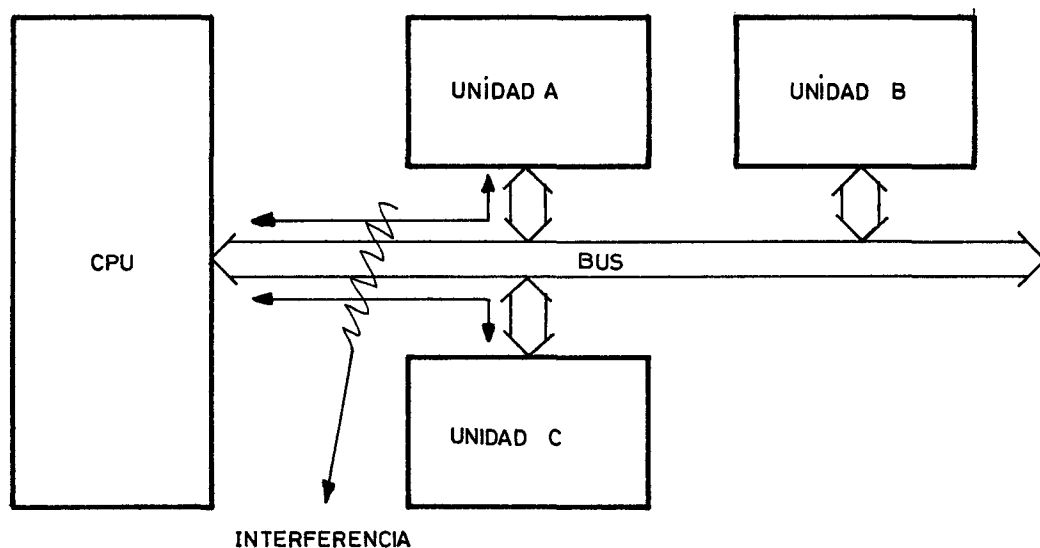 UNIDAD A
UNIDAD B
CPU
BUS
UNIDAD C
INTERFERENCIA